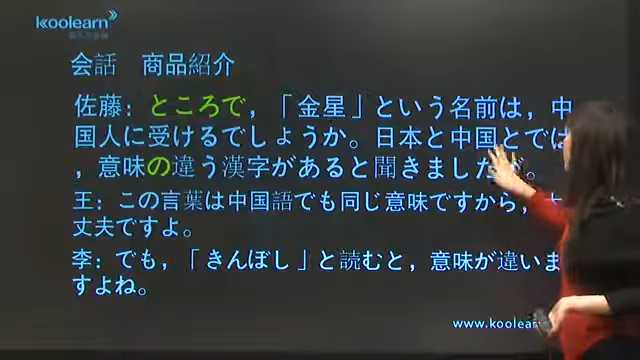 koolearn
会話 商品紹介
佐藤：ところで，「金星」という名前は，中
国人に受けるでしょうか。日本と中国とでは
，意味の違う漢字があると聞きました
。
王：この言葉は中国語でも同じ意味ですから，
丈夫ですよ。
李：でも，「きんぼし」と読むと，意味が違いま
すよね。
www.koolearn